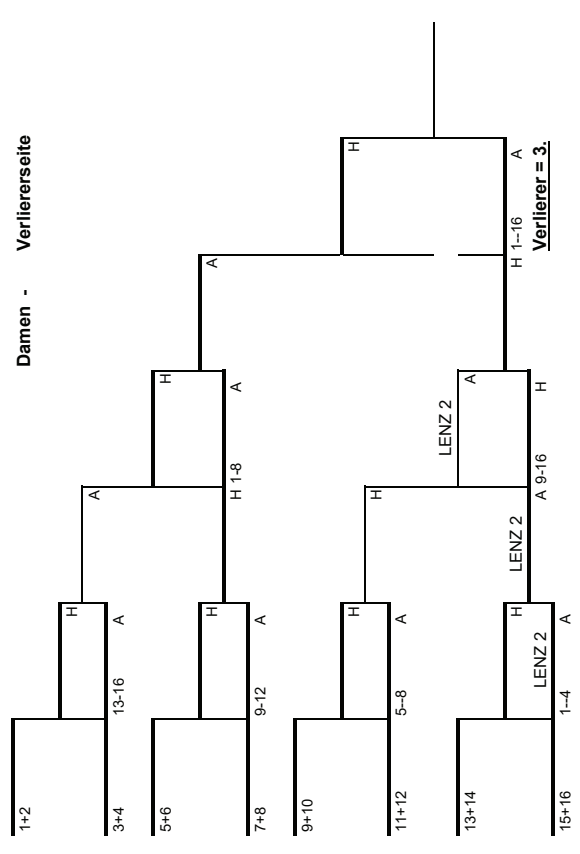 Damen - Verliererseite
1+2
H
A
3+4 13-16 A
5+6 H
H A
H 1-8 A
7+8 9-12 A
9+10
H H
H
11+12 5--8 A
LENZ 2
13+14 A
H LENZ 2 H 1--16 A
LENZ 2 A 9-16 H Verlierer = 3.
15+16 1--4 A